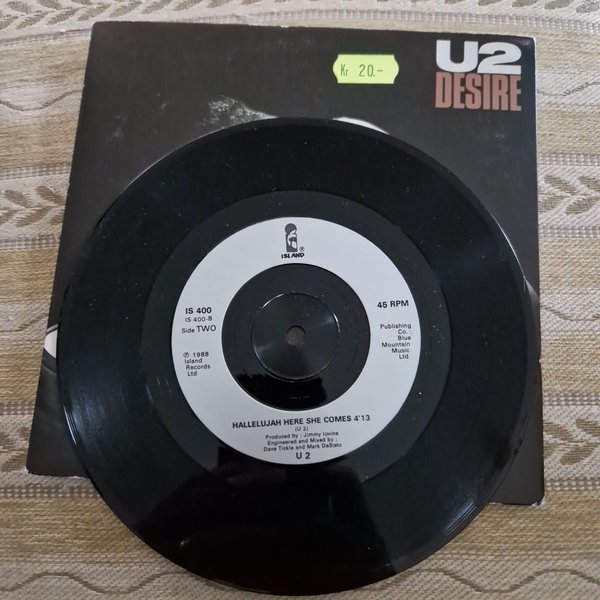 U2
DESIRE
Kr 20.-
ISLAND
®
IS 400
IS 400-B
Side TWO
℗ 1988
Island
Records
Ltd
45 RPM
Publishing
Co. :
Blue
Mountain
Music
Ltd
HALLELUJAH HERE SHE COMES 4'13
(U 2)
Produced by : Jimmy Iovine
Engineered and Mixed by :
Dave Tickle and Mark DeSisto
U 2